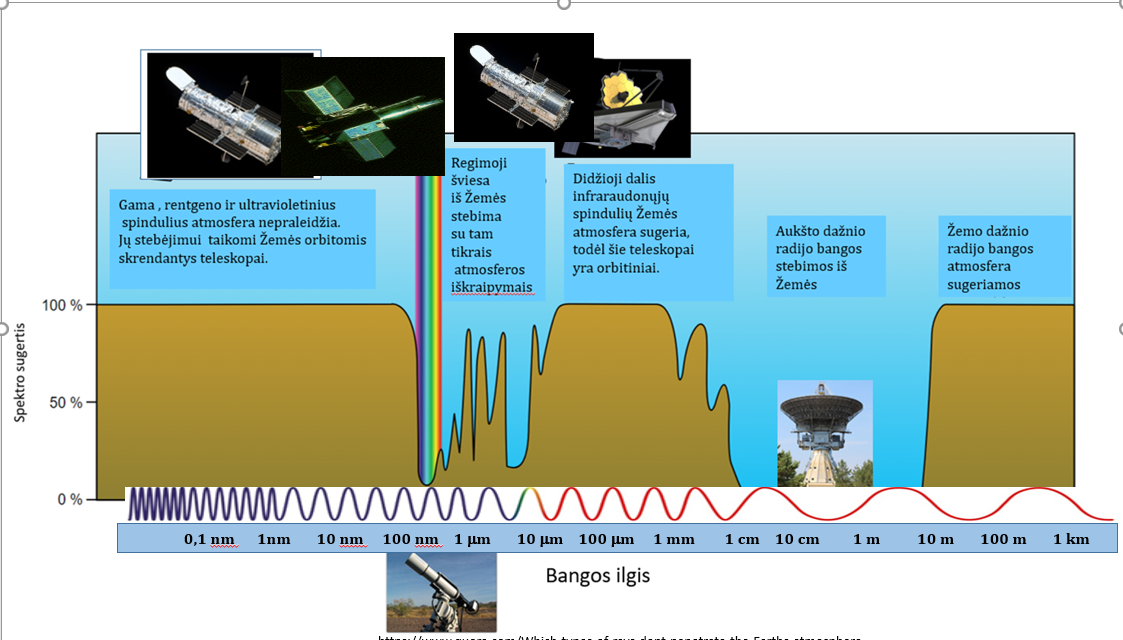 Gama , rentgeno ir ultravioletinius
spindulius atmosfera nepraleidžia.
Jų stebėjimui taikomi Žemės orbitomis
skrendantys teleskopai.
Regimoji
šviesa
iš Žemės
stebima
su tam
tikrais
atmosferos
iškraipymais
Didžioji dalis
infraraudonųjų
spindulių Žemės
atmosfera sugeria,
todėl šie teleskopai
yra orbitiniai.
Aukšto dažnio
radijo bangos
stebimos iš
Žemės
Žemo dažnio
radijo bangos
atmosfera
sugeriamos
Spektro sugertis
100 %
50 %
0 %
0,1 nm 1nm 10 nm 100 nm 1 μm 10 μm 100 μm 1 mm 1 cm 10 cm 1 m 10 m 100 m 1 km
Bangos ilgis